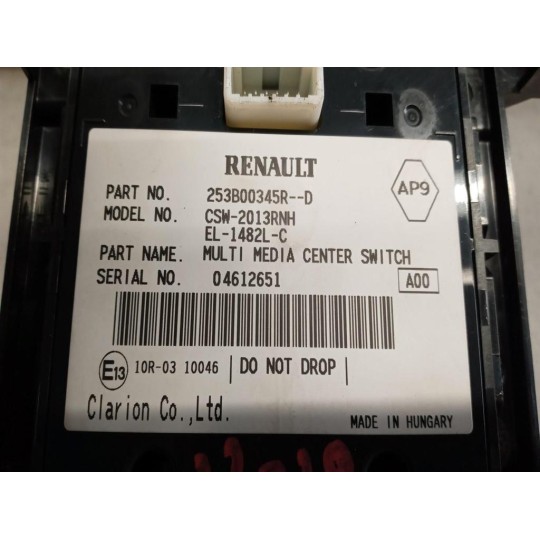 RENAULT
AP9
PART NO. 253B00345R--D
MODEL NO. CSW-2013RNH
EL-1482L-C
PART NAME. MULTI MEDIA CENTER SWITCH
SERIAL NO. 04612651
A00
E13 10R-03 10046 DO NOT DROP
Clarion Co.,Ltd.
MADE IN HUNGARY